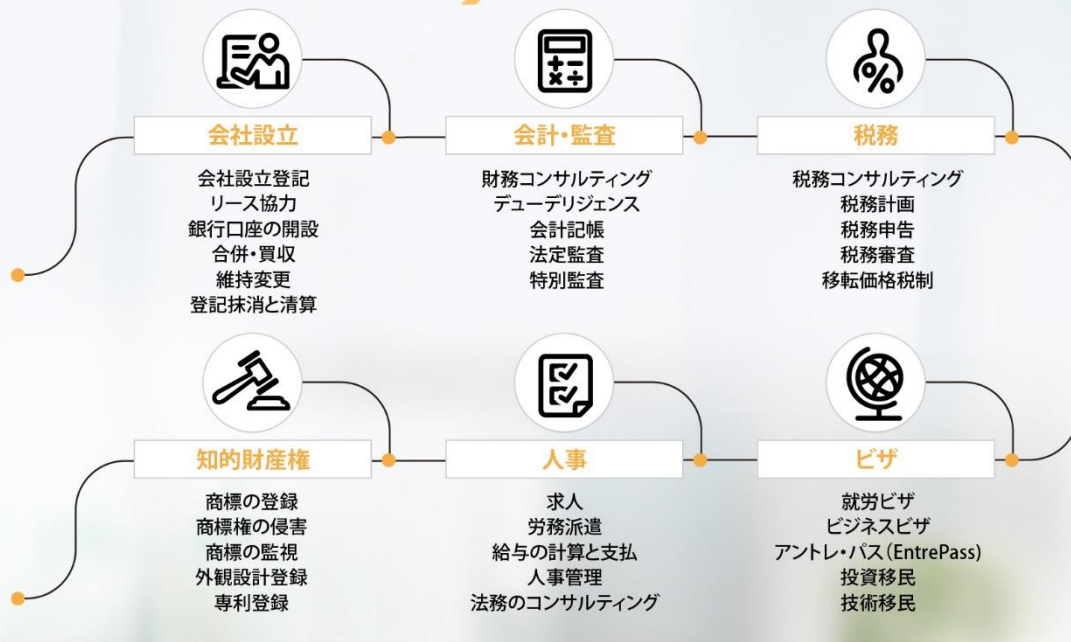 会社設立
会社設立登記
リース協力
銀行口座の開設
合併・買収
維持変更
登記抹消と清算
会計・監査
財務コンサルティング
デューデリジェンス
会計記帳
法定監査
特別監査
税務
税務コンサルティング
税務計画
税務申告
税務審査
移転価格税制
知的財産権
商標の登録
商標権の侵害
商標の監視
外観設計登録
専利登録
人事
求人
労務派遣
給与の計算と支払
人事管理
法務のコンサルティング
ビザ
就労ビザ
ビジネスビザ
アントレ・パス(EntrePass)
投資移民
技術移民